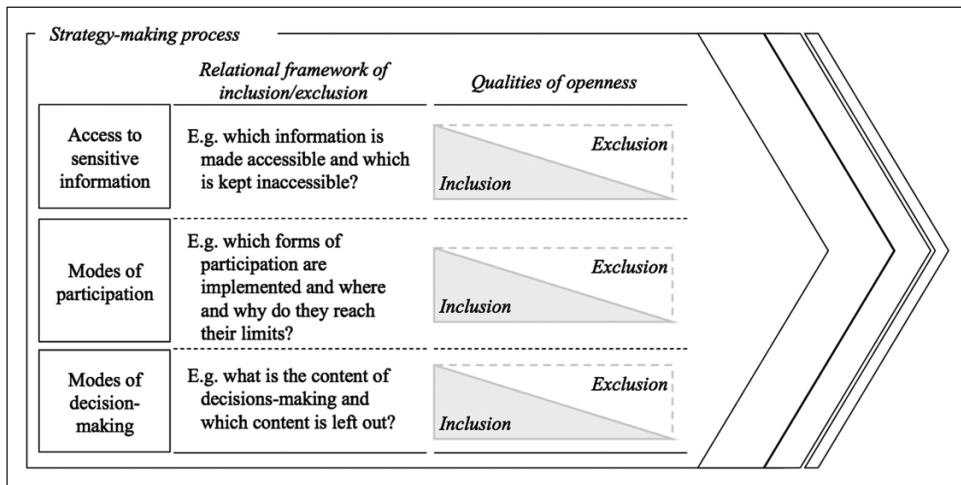 Strategy-making process
Relational framework of
inclusion/exclusion
Qualities of openness
Access to
sensitive
information
E.g. which information is
made accessible and which
is kept inaccessible?
Exclusion
Inclusion
Modes of
participation
E.g. which forms of
participation are
implemented and where
and why do they reach
their limits?
Exclusion
Inclusion
Modes of
decision-
making
E.g. what is the content of
decisions-making and
which content is left out?
Exclusion
Inclusion